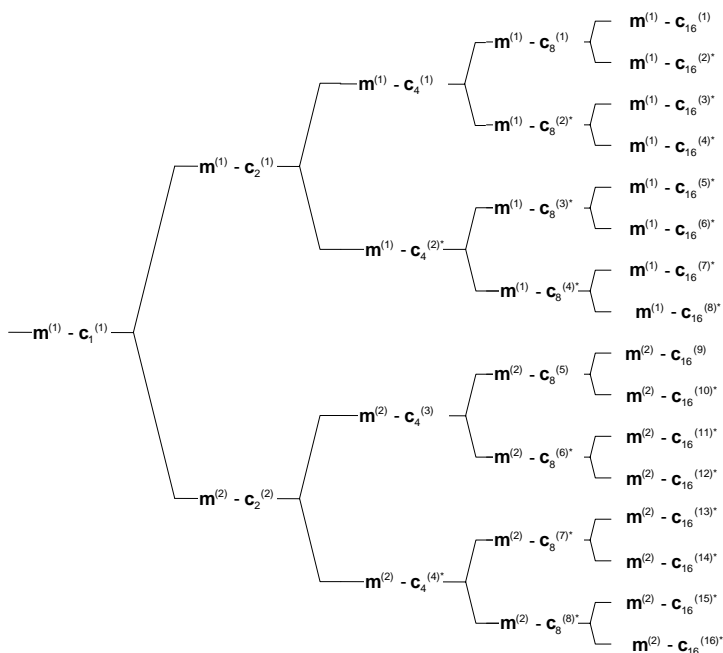 m(1) - c16(1)
m(1) - c8(1)
m(1) - c16(2)*
m(1) - c4(1)
m(1) - c16(3)*
m(1) - c8(2)*
m(1) - c16(4)*
m(1) - c2(1)
m(1) - c16(5)*
m(1) - c8(3)*
m(1) - c16(6)*
m(1) - c4(2)*
m(1) - c16(7)*
m(1) - c8(4)*
m(1) - c16(8)*
m(1) - c1(1)
m(2) - c16(9)
m(2) - c8(5)
m(2) - c16(10)*
m(2) - c4(3)
m(2) - c16(11)*
m(2) - c8(6)*
m(2) - c16(12)*
m(2) - c2(2)
m(2) - c16(13)*
m(2) - c8(7)*
m(2) - c16(14)*
m(2) - c4(4)*
m(2) - c16(15)*
m(2) - c8(8)*
m(2) - c16(16)*